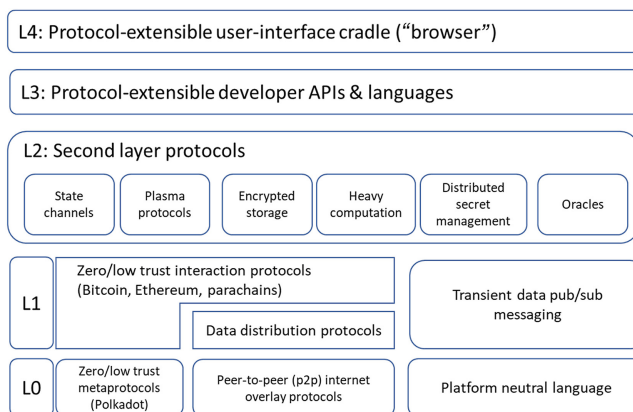 L4: Protocol-extensible user-interface cradle (“browser”)
L3: Protocol-extensible developer APIs & languages
L2: Second layer protocols
State
channels
Plasma
protocols
Encrypted
storage
Heavy
computation
Distributed
secret
management
Oracles
L1
Zero/low trust interaction protocols
(Bitcoin, Ethereum, parachains)
Data distribution protocols
Transient data pub/sub
messaging
L0
Zero/low trust
metaprotocols
(Polkadot)
Peer-to-peer (p2p) internet
overlay protocols
Platform neutral language